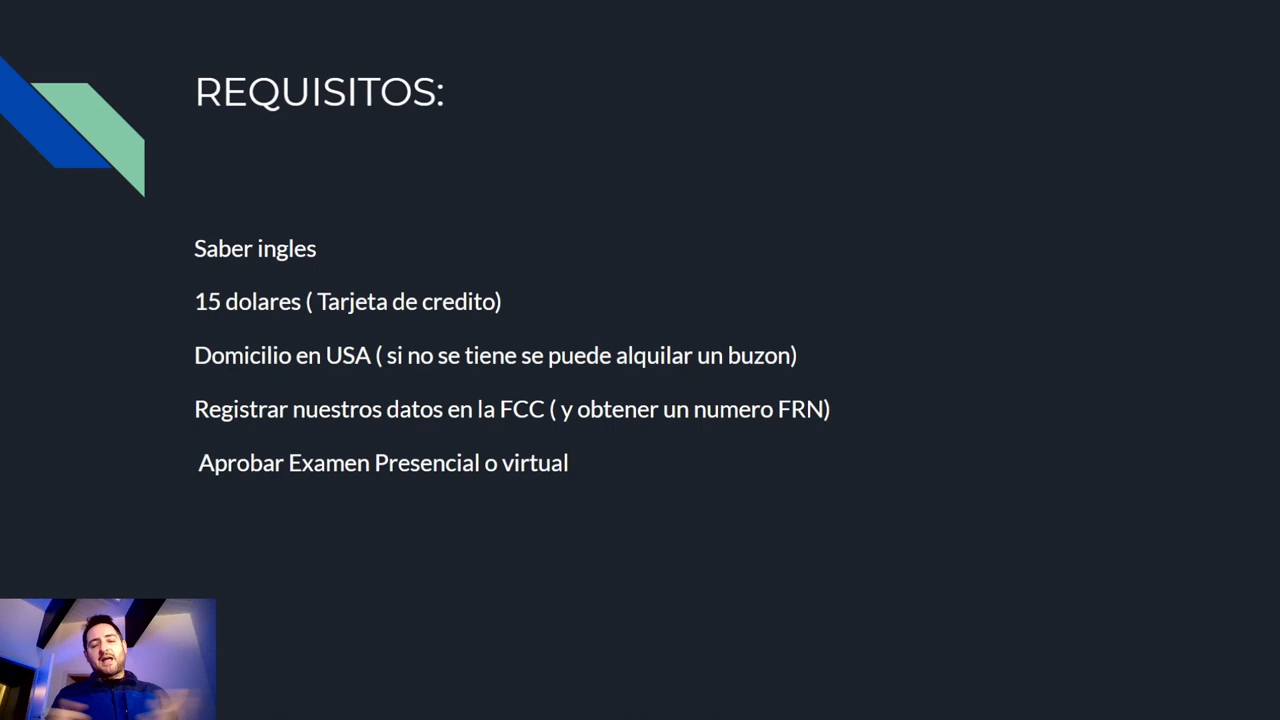 REQUISITOS:
Saber ingles
15 dolares ( Tarjeta de credito)
Domicilio en USA ( si no se tiene se puede alquilar un buzon)
Registrar nuestros datos en la FCC ( y obtener un numero FRN)
Aprobar Examen Presencial o virtual